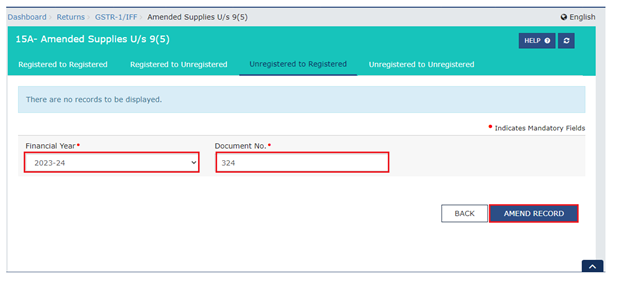 Dashboard › Returns › GSTR-1/IFF › Amended Supplies U/s 9(5) English
15A- Amended Supplies U/s 9(5) HELP ?
Registered to Registered Registered to Unregistered Unregistered to Registered Unregistered to Unregistered
There are no records to be displayed.
• Indicates Mandatory Fields
Financial Year• Document No.•
2023-24 324
BACK AMEND RECORD